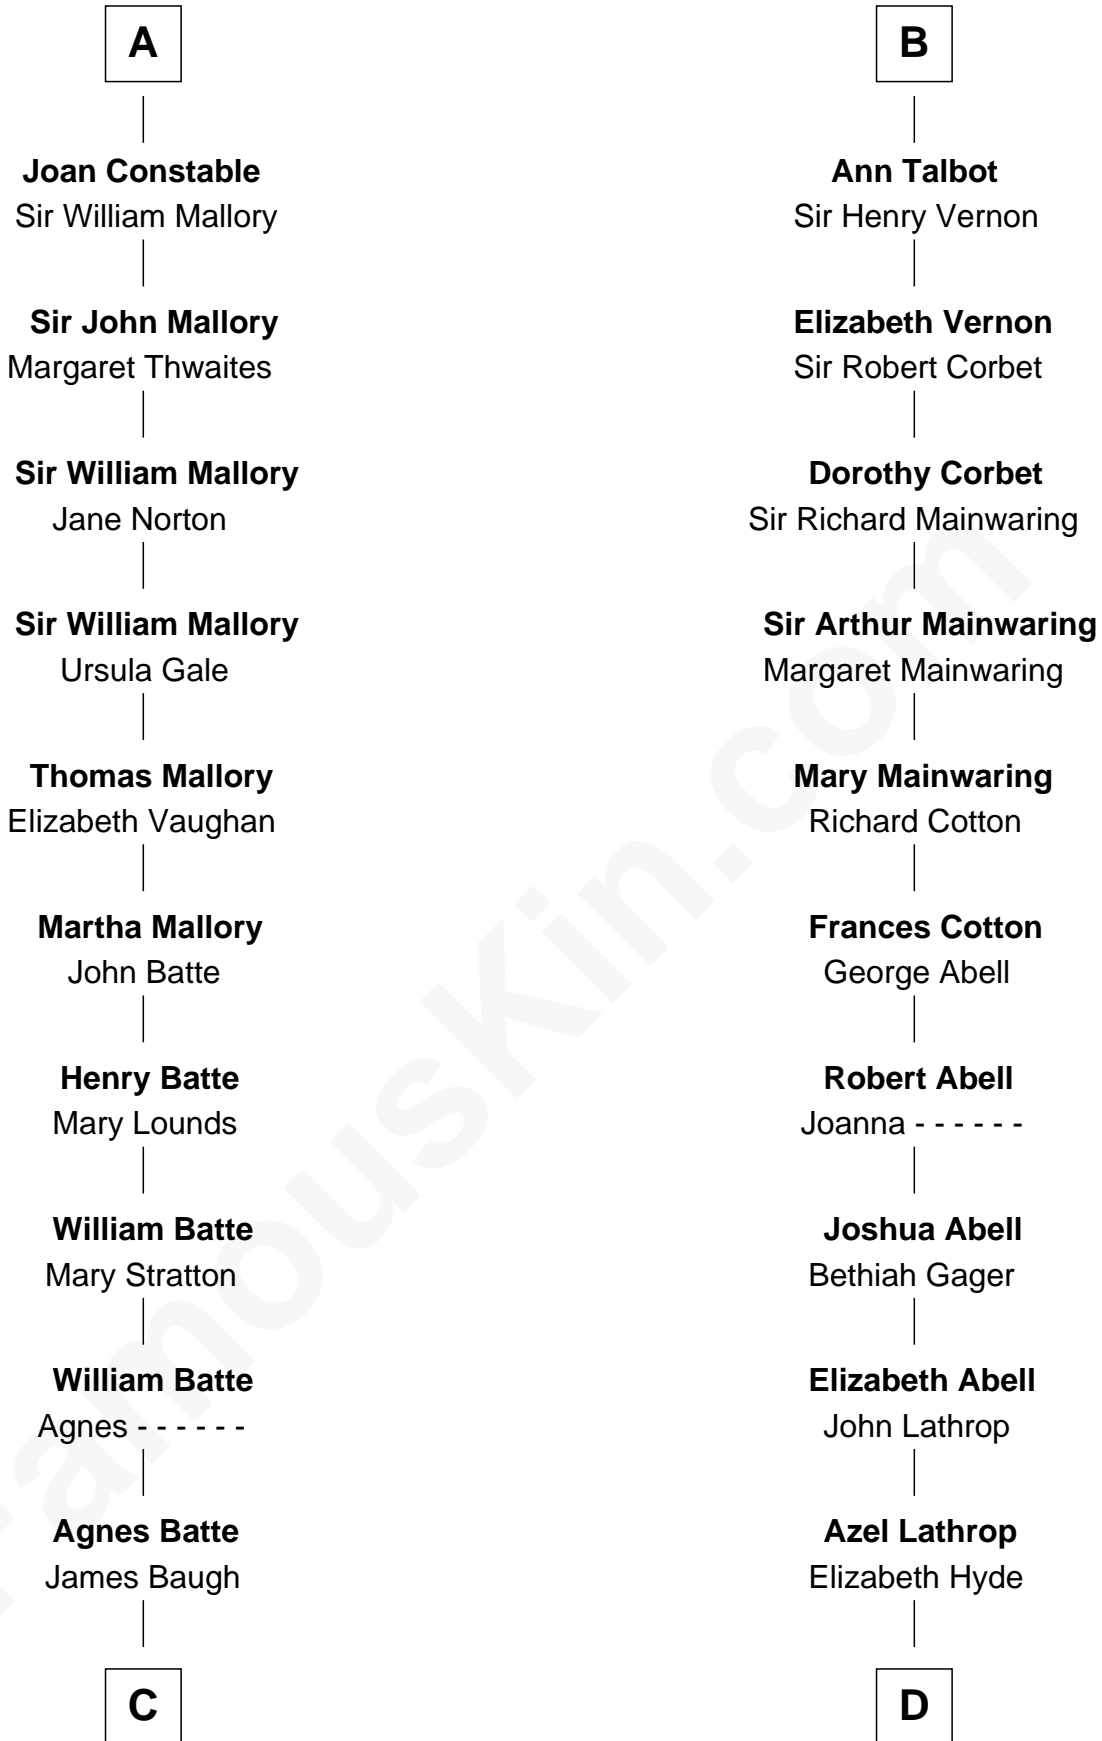 A
Joan Constable
Sir William Mallory
Sir John Mallory
Margaret Thwaites
Sir William Mallory
Jane Norton
Sir William Mallory
Ursula Gale
Thomas Mallory
Elizabeth Vaughan
Martha Mallory
John Batte
Henry Batte
Mary Lounds
William Batte
Mary Stratton
William Batte
Agnes - - - - - -
Agnes Batte
James Baugh
C
B
Ann Talbot
Sir Henry Vernon
Elizabeth Vernon
Sir Robert Corbet
Dorothy Corbet
Sir Richard Mainwaring
Sir Arthur Mainwaring
Margaret Mainwaring
Mary Mainwaring
Richard Cotton
Frances Cotton
George Abell
Robert Abell
Joanna - - - - - -
Joshua Abell
Bethiah Gager
Elizabeth Abell
John Lathrop
Azel Lathrop
Elizabeth Hyde
D
FamousKin.com